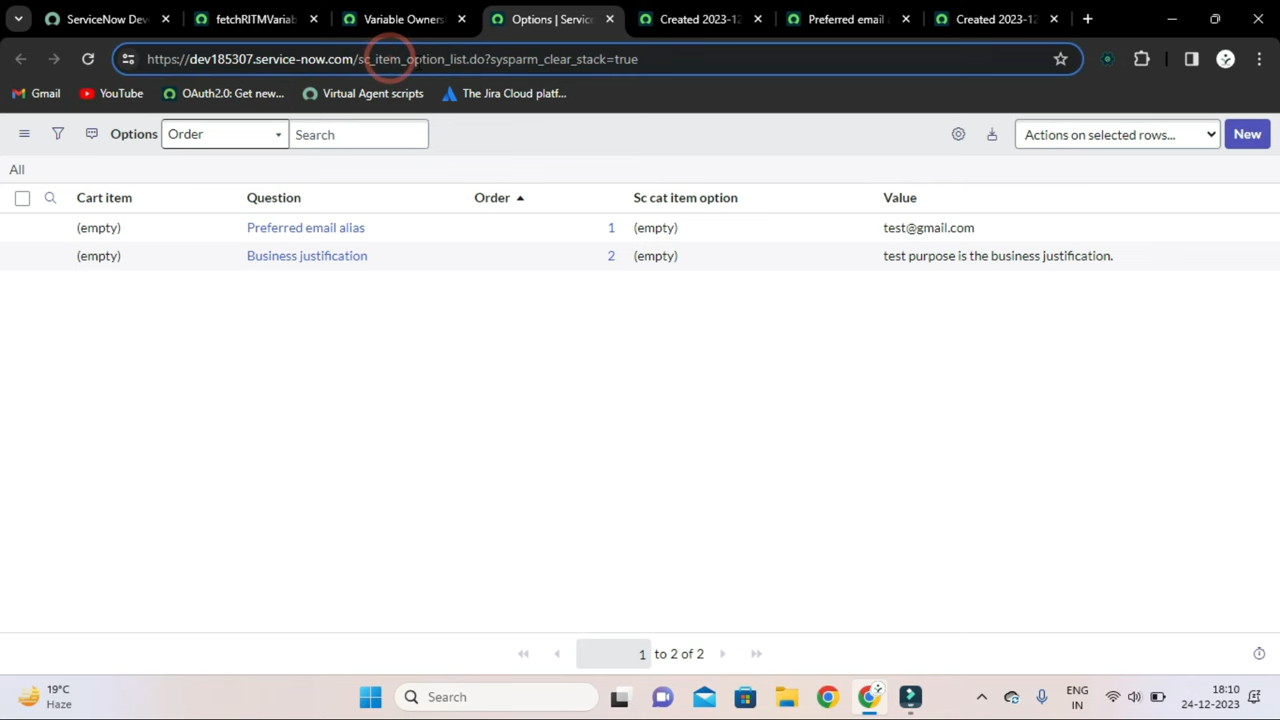 ServiceNow Dev
fetchRITMVariab
Variable Owners
Options | Service
Created 2023-12
Preferred email a
Created 2023-12
https://dev185307.service-now.com/sc_item_option_list.do?sysparm_clear_stack=true
Gmail
YouTube
OAuth2.0: Get new...
Virtual Agent scripts
The Jira Cloud platf...
Options
Order
Search
Actions on selected rows...
New
All
Cart item Question Order Sc cat item option Value
(empty) Preferred email alias 1 (empty) test@gmail.com
(empty) Business justification 2 (empty) test purpose is the business justification.
1 to 2 of 2
19°C
Haze
Search
ENG
IN
18:10
24-12-2023